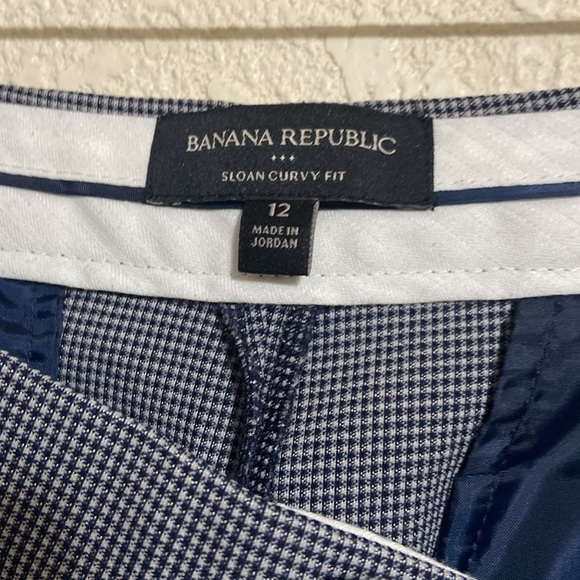 BANANA REPUBLIC
SLOAN CURVY FIT
12
MADE IN
JORDAN